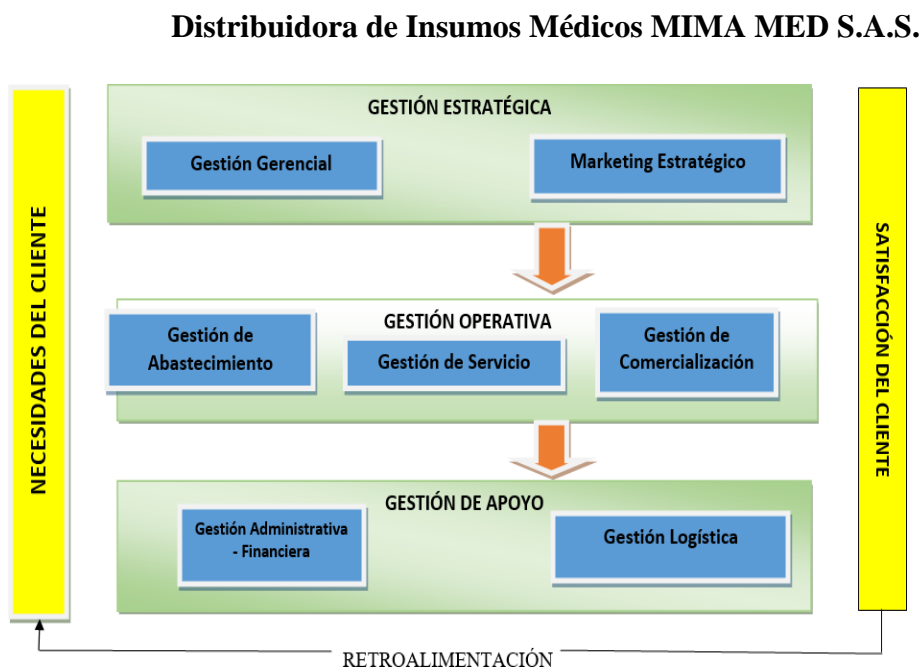 Distribuidora de Insumos Médicos MIMA MED S.A.S.
NECESIDADES DEL CLIENTE
GESTIÓN ESTRATÉGICA
Gestión Gerencial
Marketing Estratégico
GESTIÓN OPERATIVA
Gestión de
Abastecimiento
Gestión de Servicio
Gestión de
Comercialización
GESTIÓN DE APOYO
Gestión Administrativa
- Financiera
Gestión Logística
SATISFACCIÓN DEL CLIENTE
RETROALIMENTACIÓN